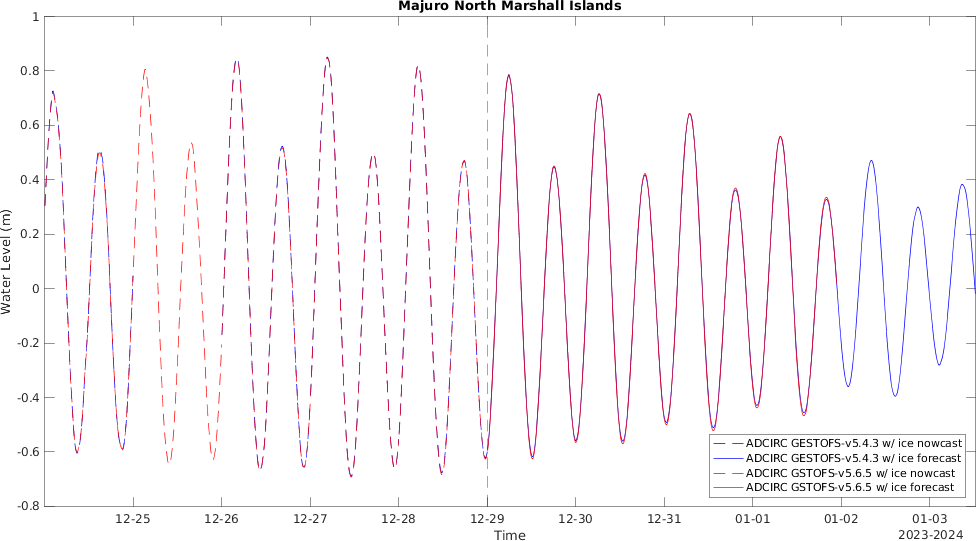 Majuro North Marshall Islands
Water Level (m)
1
0.8
0.6
0.4
0.2
0
-0.2
-0.4
-0.6
-0.8
ADCIRC GESTOFS-v5.4.3 w/ ice nowcast
ADCIRC GESTOFS-v5.4.3 w/ ice forecast
ADCIRC GSTOFS-v5.6.5 w/ ice nowcast
ADCIRC GSTOFS-v5.6.5 w/ ice forecast
12-25 12-26 12-27 12-28 12-29 12-30 12-31 01-01 01-02 01-03
Time
2023-2024